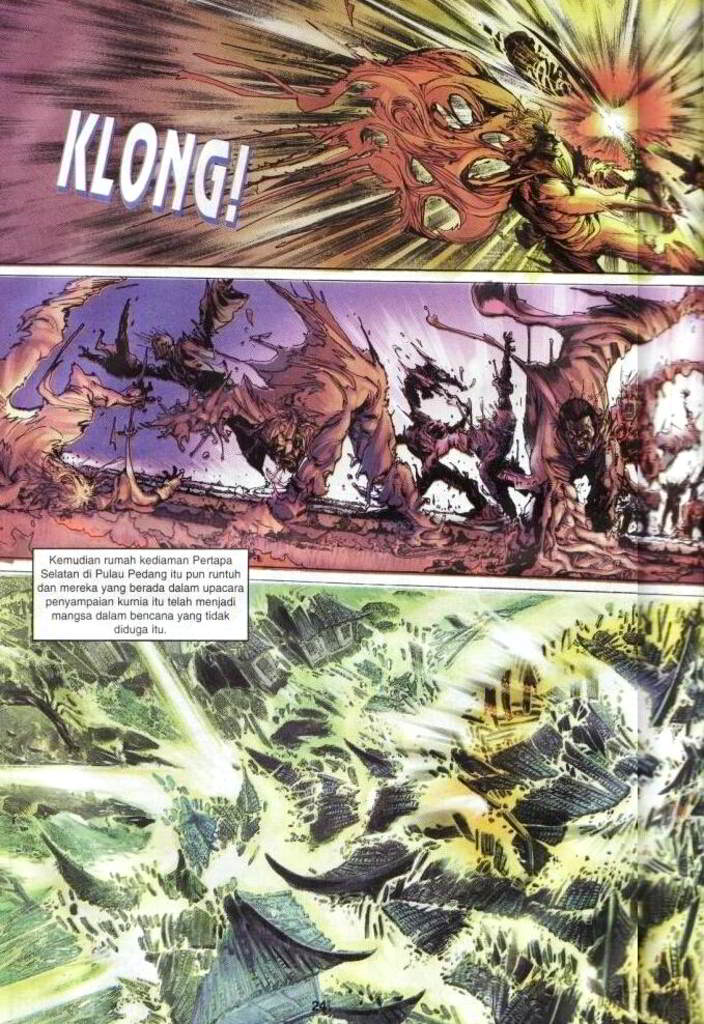 KLONG!
Kemudian rumah kediaman Pertapa
Selatan di Pulau Pedang itu pun runtuh
dan mereka yang berada dalam upacara
penyampaian kurnia itu telah menjadi
mangsa dalam bencana yang tidak
diduga itu.
24